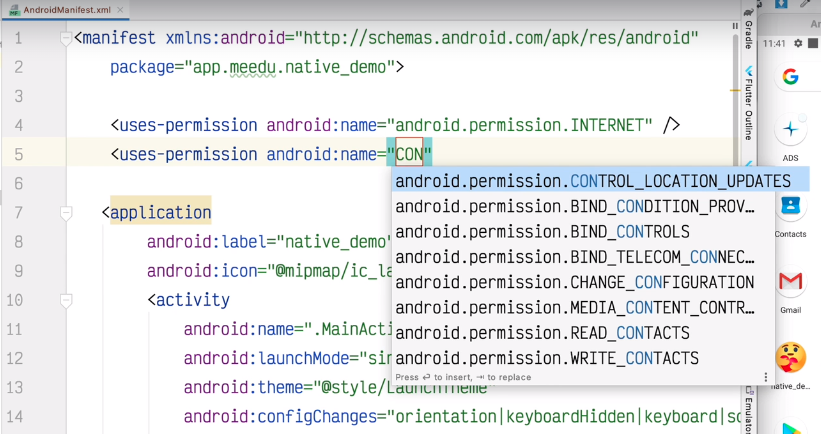 AndroidManifest.xml
1 <manifest xmlns:android="http://schemas.android.com/apk/res/android"
2 package="app.meedu.native_demo">
3
4 <uses-permission android:name="android.permission.INTERNET" />
5 <uses-permission android:name="CON"
6
7 <application
8 android:label="native_demo"
9 android:icon="@mipmap/ic_la
10 <activity
11 android:name=".MainActi
12 android:launchMode="sin
13 android:theme="@style/LaunchTheme"
14 android:configChanges="orientation|keyboardHidden|keyboard|sc
android.permission.CONTROL_LOCATION_UPDATES
android.permission.BIND_CONDITION_PROV…
android.permission.BIND_CONTROLS
android.permission.BIND_TELECOM_CONNEC…
android.permission.CHANGE_CONFIGURATION
android.permission.MEDIA_CONTENT_CONTR…
android.permission.READ_CONTACTS
android.permission.WRITE_CONTACTS
Press ↩ to insert, ⇥ to replace
Gradle
Flutter Outline
Emulator
An
11:41
ADS
Contacts
Gmail
native_de…